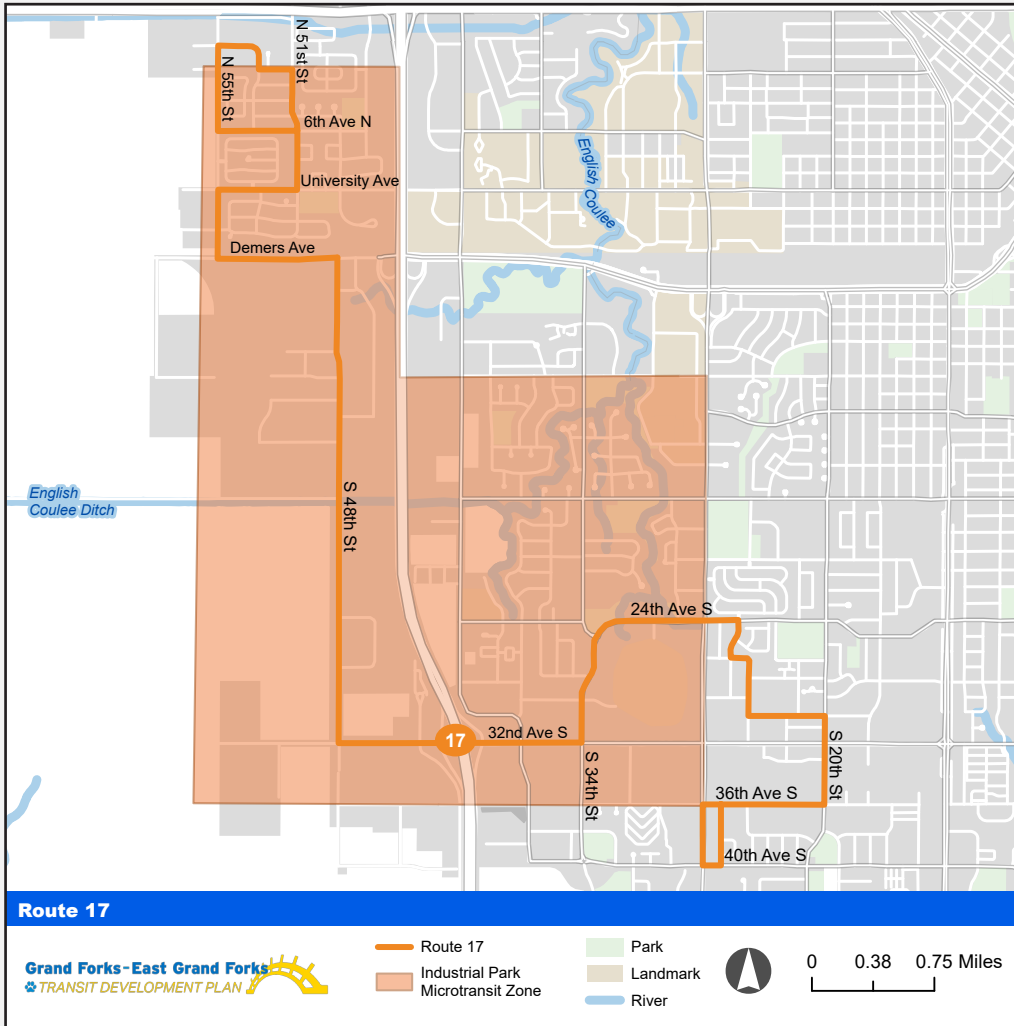 N 51st St
N 55th St
6th Ave N
English Coulee
University Ave
Demers Ave
English
Coulee Ditch
S 48th St
24th Ave S
17
32nd Ave S
S 34th St
S 20th St
36th Ave S
40th Ave S
Route 17
Grand Forks-East Grand Forks
TRANSIT DEVELOPMENT PLAN
Route 17
Industrial Park
Microtransit Zone
Park
Landmark
River
0 0.38 0.75 Miles